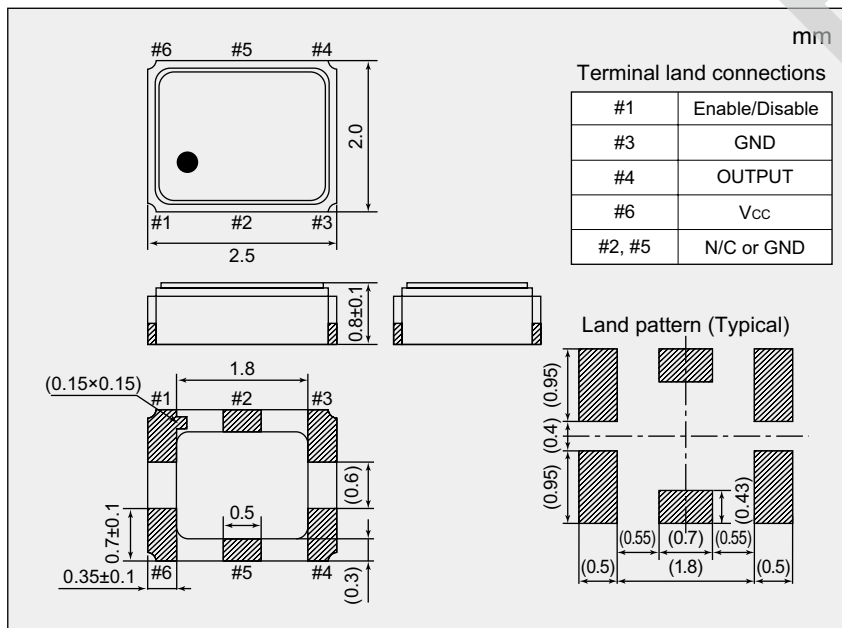 mm
#6 #5 #4
2.0
#1 #2 #3
2.5
Terminal land connections
#1 Enable/Disable
#3 GND
#4 OUTPUT
#6 Vcc
#2, #5 N/C or GND
0.8±0.1
1.8
(0.15×0.15)
#1 #2 #3
(0.6)
0.5
0.7±0.1
0.35±0.1
#6 #5 #4
(0.3)
Land pattern (Typical)
(0.95)
(0.4)
(0.95)
(0.43)
(0.55) (0.7) (0.55)
(0.5) (1.8) (0.5)